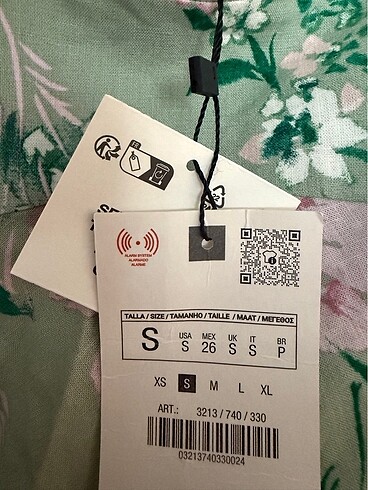 FR
ALARM SYSTEM
ALARMADO
ALARME
TALLA / SIZE / TAMANHO / TAILLE / MAAT / ΜΕΓΕΘΟΣ
S
USA
S
MEX
26
UK
S
IT
S
BR
P
XS S M L XL
ART.: 3213 / 740 / 330
03213740330024